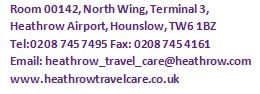 Room 00142, North Wing, Terminal 3,
Heathrow Airport, Hounslow, TW6 1BZ
Tel:0208 745 7495 Fax: 0208 745 4161
Email: heathrow_travel_care@heathrow.com
www.heathrowtravelcare.co.uk